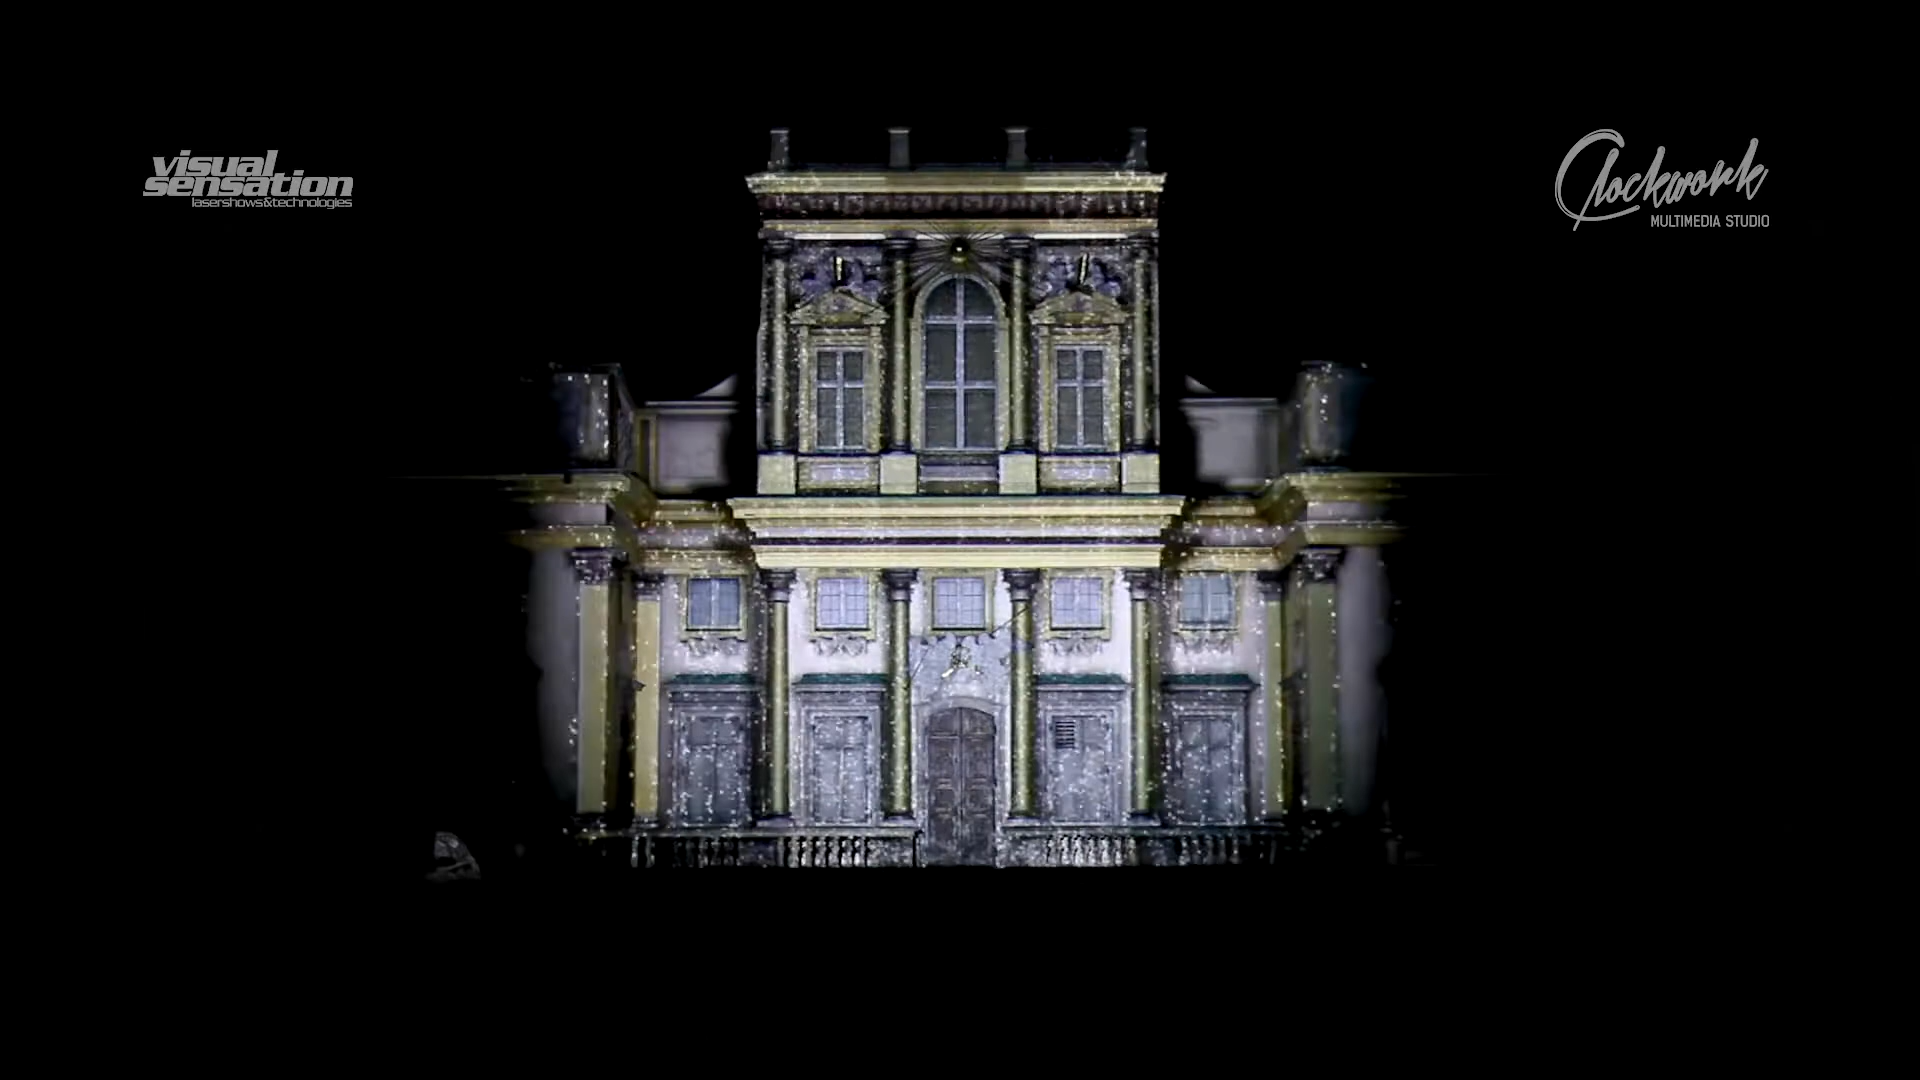 visual
sensation
lasershows&technologies
Clockwork
MULTIMEDIA STUDIO